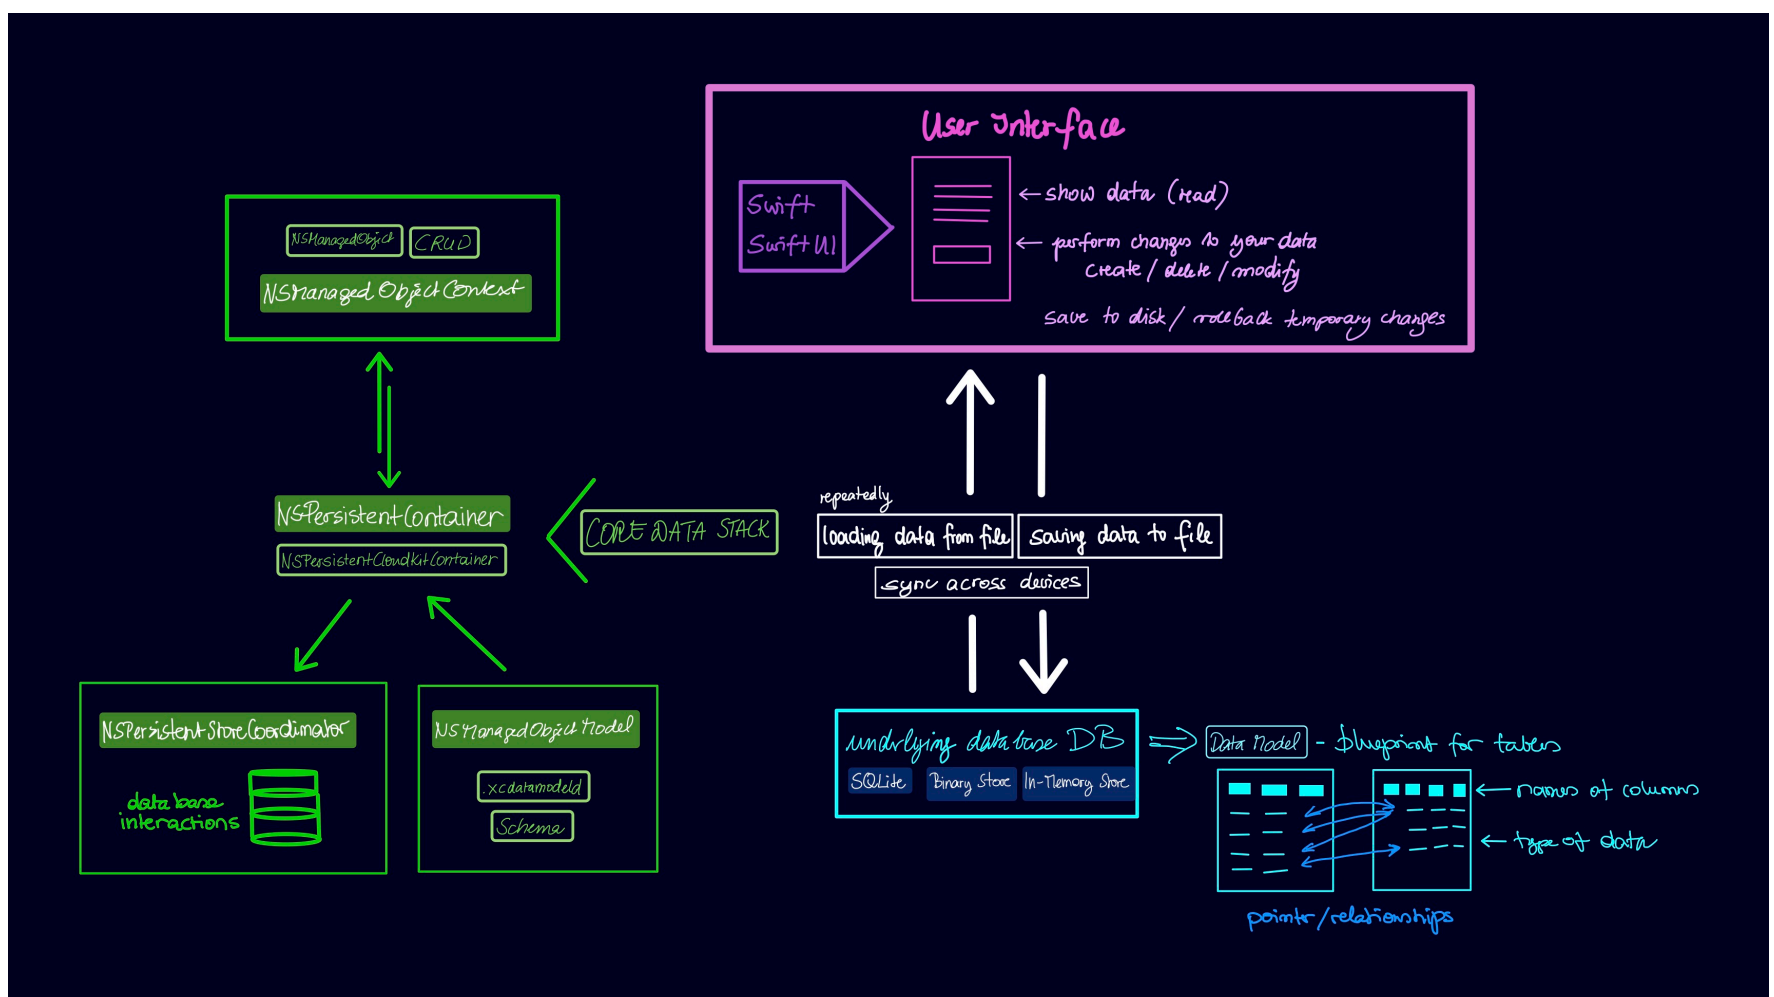 User Interface
Swift
SwiftUI
← show data (read)
← perform changes to your data
create / delete / modify
save to disk / rollback temporary changes
NSManagedObject
CRUD
NSManagedObjectContext
NSPersistentContainer
NSPersistentCloudKitContainer
CORE DATA STACK
repeatedly
loading data from file
saving data to file
sync across devices
NSPersistentStoreCoordinator
database
interactions
NSManagedObjectModel
.xcdatamodeld
Schema
undrlying database DB
SQLite
Binary Store
In-Memory Store
Data Model - blueprint for tables
← names of columns
← type of data
pointer/relationships